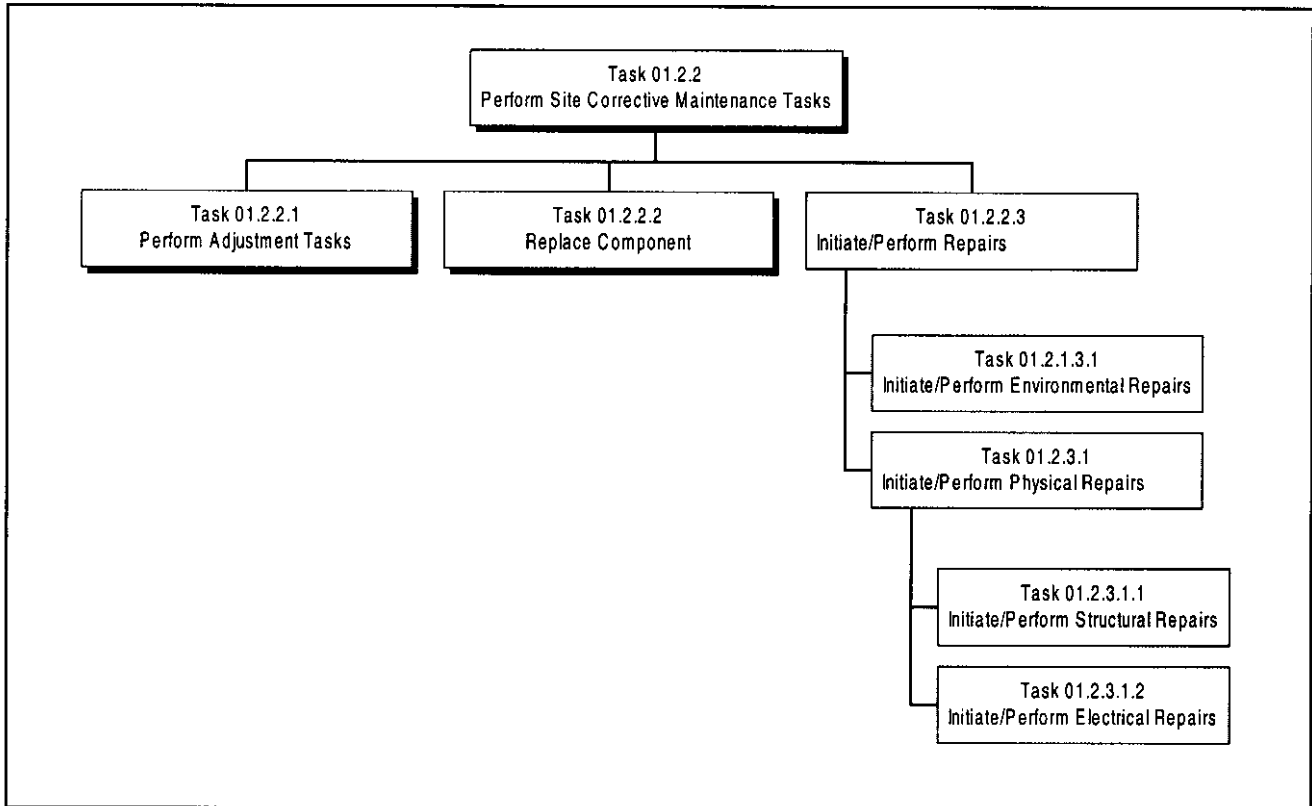 Task 01.2.2
Perform Site Corrective Maintenance Tasks
Task 01.2.2.1
Perform Adjustment Tasks
Task 01.2.2.2
Replace Component
Task 01.2.2.3
Initiate/Perform Repairs
Task 01.2.1.3.1
Initiate/Perform Environmental Repairs
Task 01.2.3.1
Initiate/Perform Physical Repairs
Task 01.2.3.1.1
Initiate/Perform Structural Repairs
Task 01.2.3.1.2
Initiate/Perform Electrical Repairs